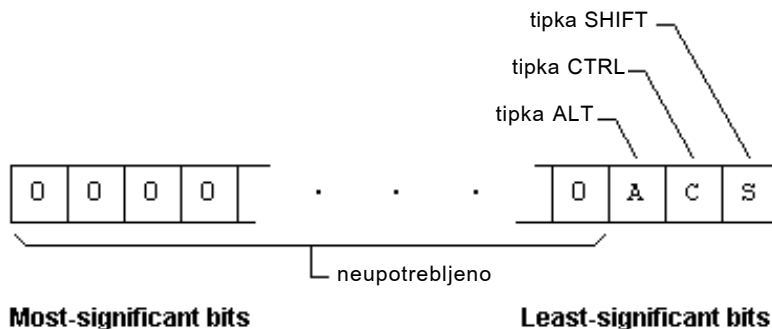 tipka SHIFT
tipka CTRL
tipka ALT
0 0 0 0 . . . 0 A C S
neupotrebljeno
Most-significant bits Least-significant bits